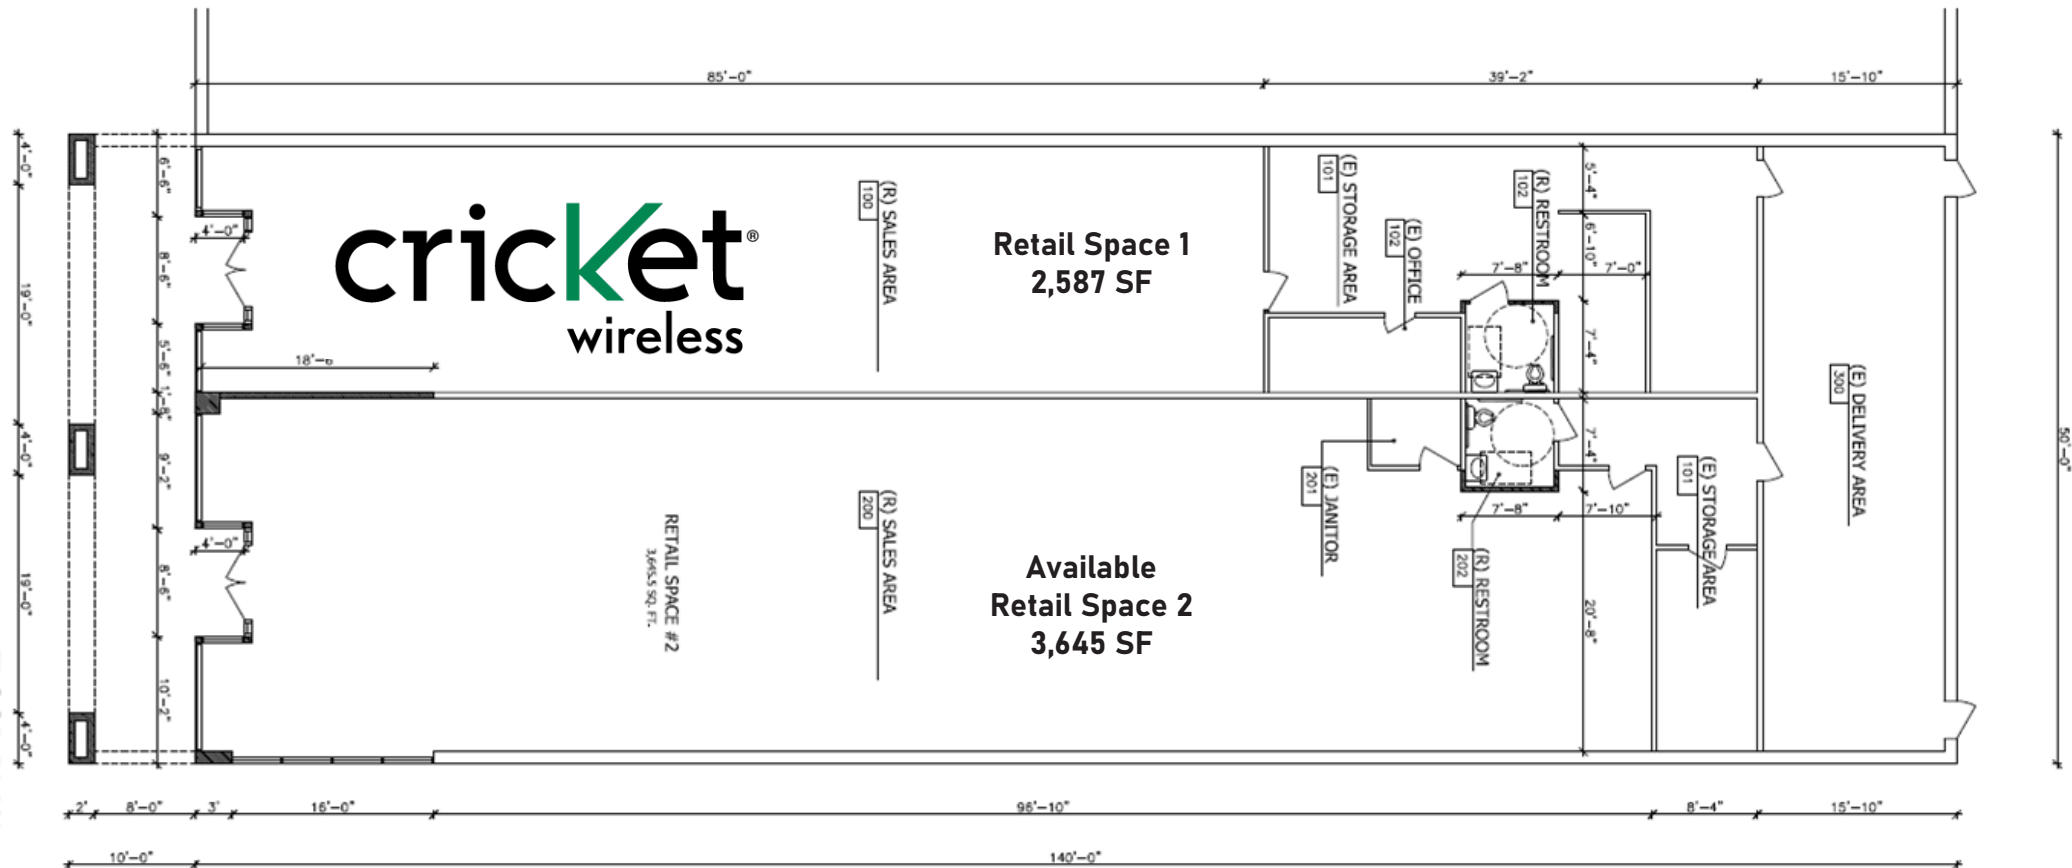 85'-0"
39'-2"
15'-10"
4'-0"
19'-0"
4'-0"
19'-0"
4'-0"
6'-6"
4'-0"
8'-6"
5'-6"
1'-8"
9'-2"
4'-0"
8'-6"
10'-2"
cricket®
wireless
(R) SALES AREA
100
Retail Space 1
2,587 SF
(E) STORAGE AREA
101
(E) OFFICE
102
(R) RESTROOM
102
5'-4"
6'-10"
7'-8"
7'-0"
7'-4"
7'-4"
7'-8"
7'-10"
20'-8"
(E) DELIVERY AREA
300
50'-0"
RETAIL SPACE #2
3,645.5 SQ. FT.
(R) SALES AREA
200
Available
Retail Space 2
3,645 SF
(E) JANITOR
201
(R) RESTROOM
202
(E) STORAGE AREA
101
2'
8'-0"
3'
16'-0"
96'-10"
8'-4"
15'-10"
10'-0"
140'-0"